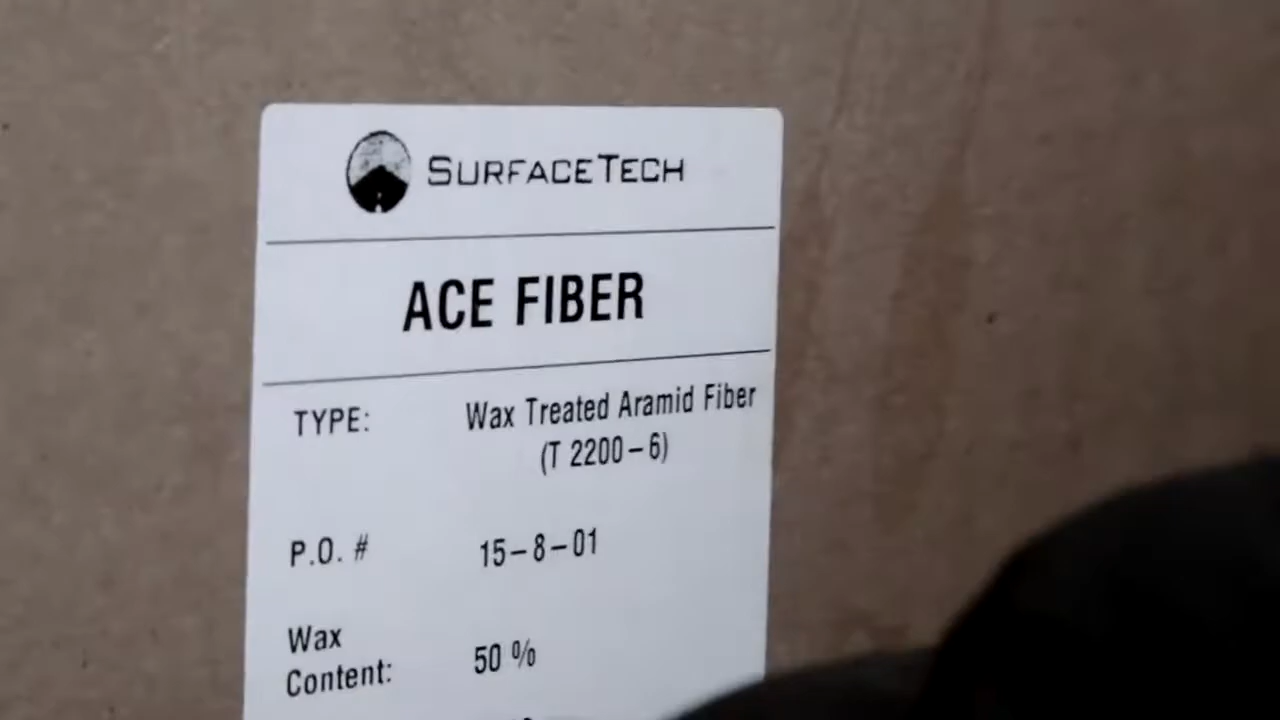 SURFACETECH
ACE FIBER
TYPE: Wax Treated Aramid Fiber
(T 2200-6)
P.O. # 15-8-01
Wax
Content: 50 %